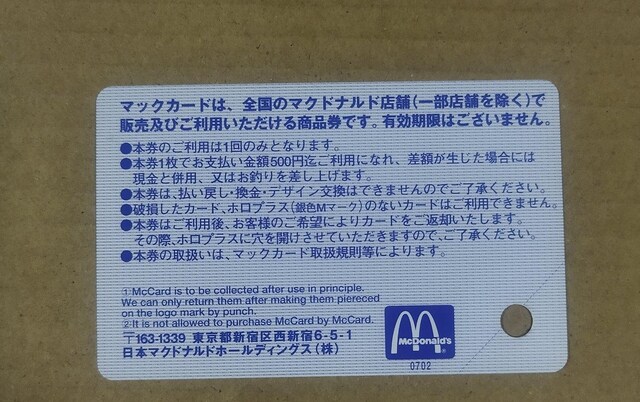 マックカードは、全国のマクドナルド店舗(一部店舗を除く)で
販売及びご利用いただける商品券です。有効期限はございません。
●本券のご利用は1回のみとなります。
●本券1枚でお支払い金額500円迄ご利用になれ、差額が生じた場合には
現金と併用、又はお釣りを差し上げます。
●本券は、払い戻し・換金・デザイン交換はできませんのでご了承ください。
●破損したカード、ホロプラス(銀色Mマーク)のないカードはご利用できません。
●本券はご利用後、お客様のご希望によりカードをご返却いたします。
その際、ホロプラスに穴を開けさせていただきますので、ご了承ください。
●本券の取扱いは、マックカード取扱規則等によります。
①McCard is to be collected after use in principle.
We can only return them after making them piereced
on the logo mark by punch.
②It is not allowed to purchase McCard by McCard.
〒163-1339 東京都新宿区西新宿6-5-1
日本マクドナルドホールディングス(株)
McDonald's
0702